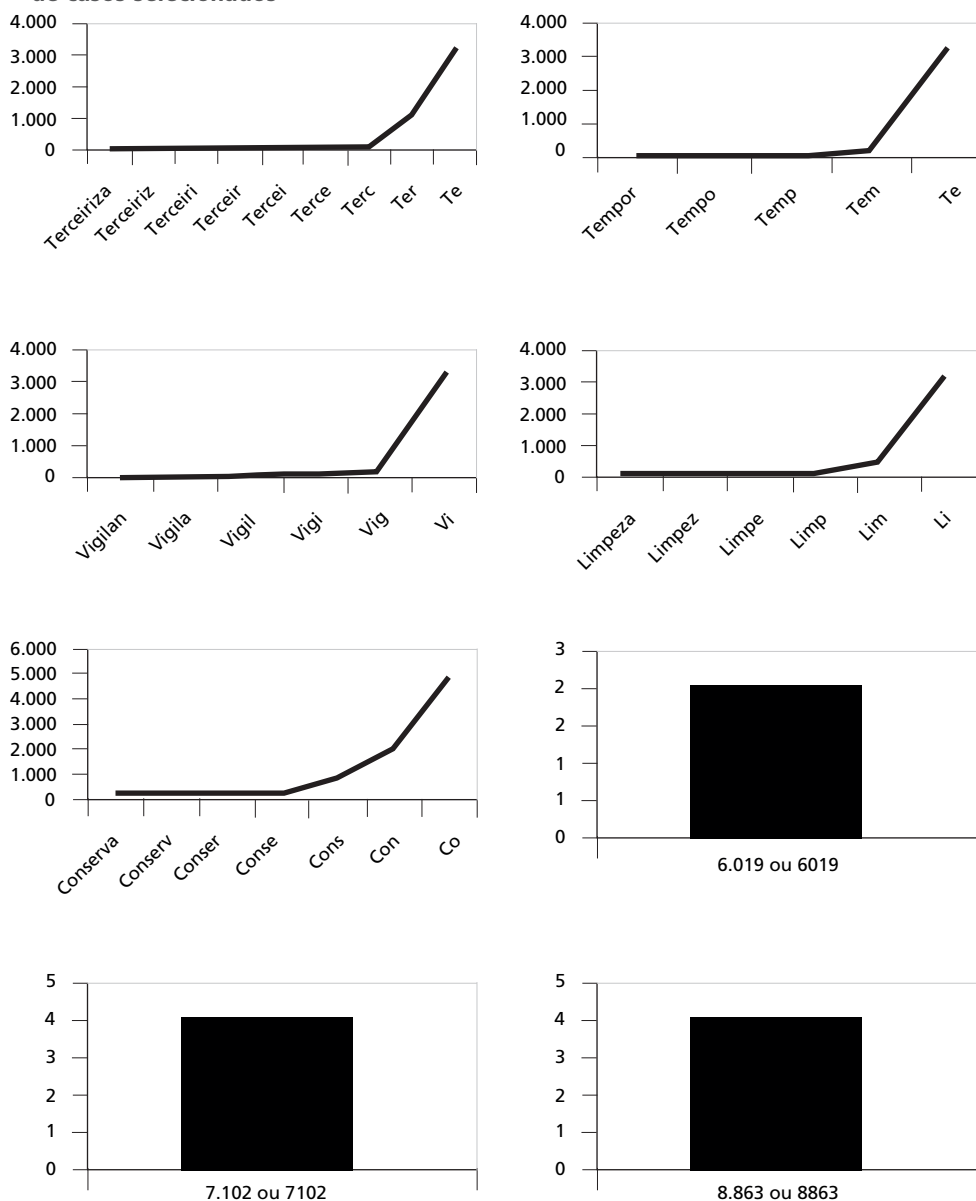 4.000
3.000
2.000
1.000
0
Terceiriza
Terceiriz
Terceiri
Terceir
Tercei
Terce
Terc
Ter
Te
4.000
3.000
2.000
1.000
0
Tempor
Tempo
Temp
Tem
Te
4.000
3.000
2.000
1.000
0
Vigilan
Vigila
Vigil
Vigi
Vig
Vi
4.000
3.000
2.000
1.000
0
Limpeza
Limpez
Limpe
Limp
Lim
Li
6.000
5.000
4.000
3.000
2.000
1.000
0
Conserva
Conserv
Conser
Conse
Cons
Con
Co
3
2
2
1
1
0
6.019 ou 6019
5
4
3
2
1
0
7.102 ou 7102
5
4
3
2
1
0
8.863 ou 8863